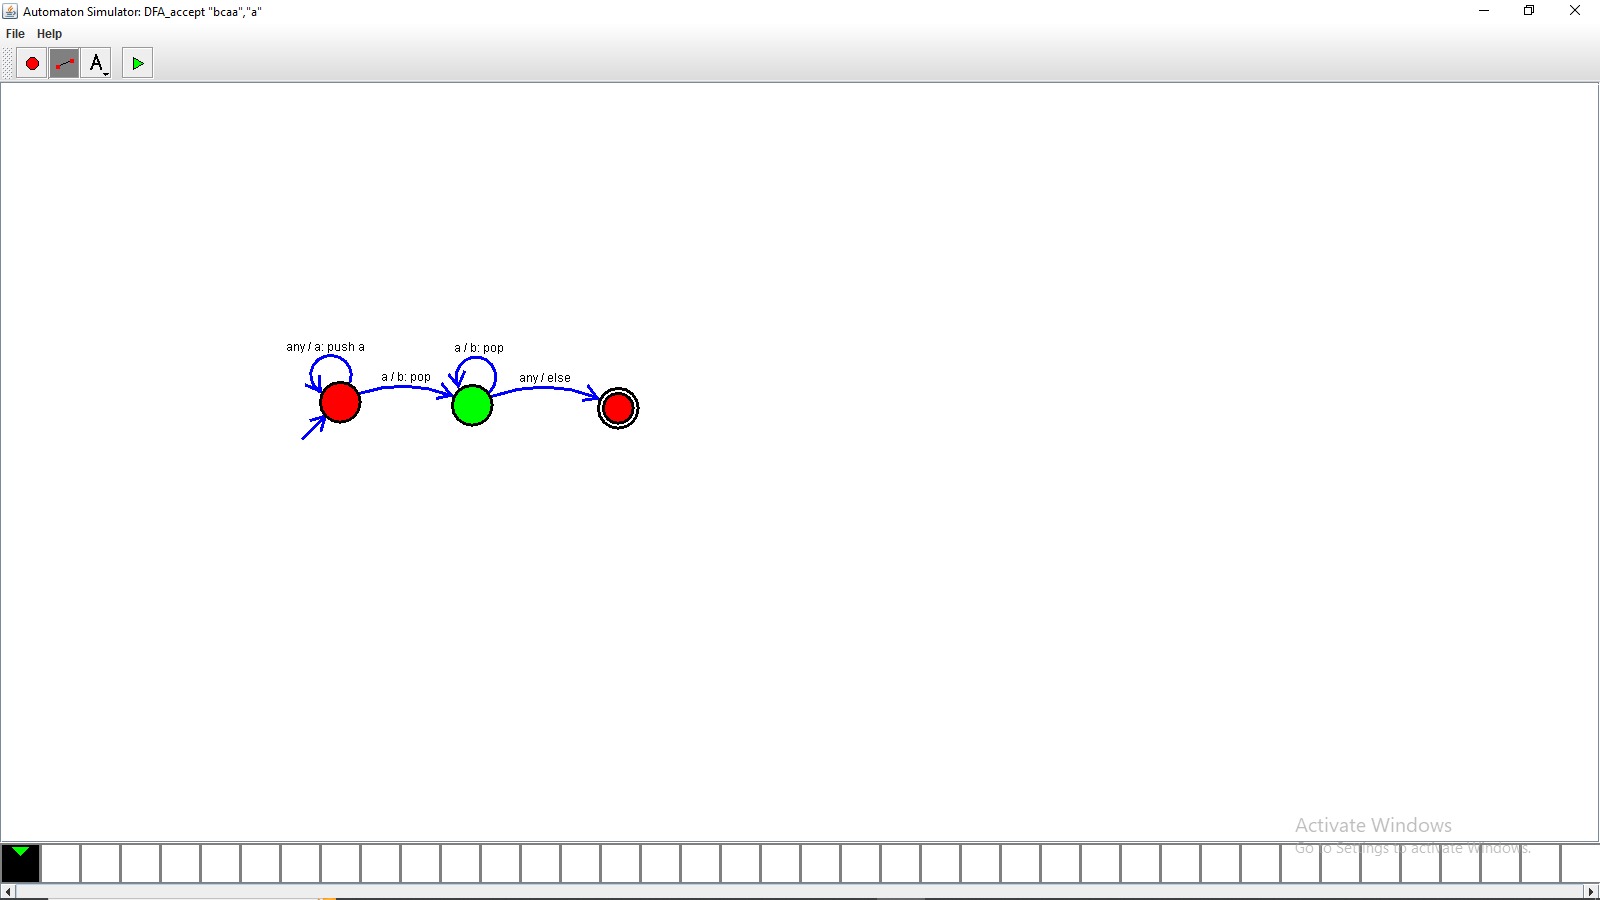 Automaton Simulator: DFA_accept "bcaa","a"
File Help
A
any / a: push a
a / b: pop
a / b: pop
any / else
Activate Windows
Go to Settings to activate Windows.